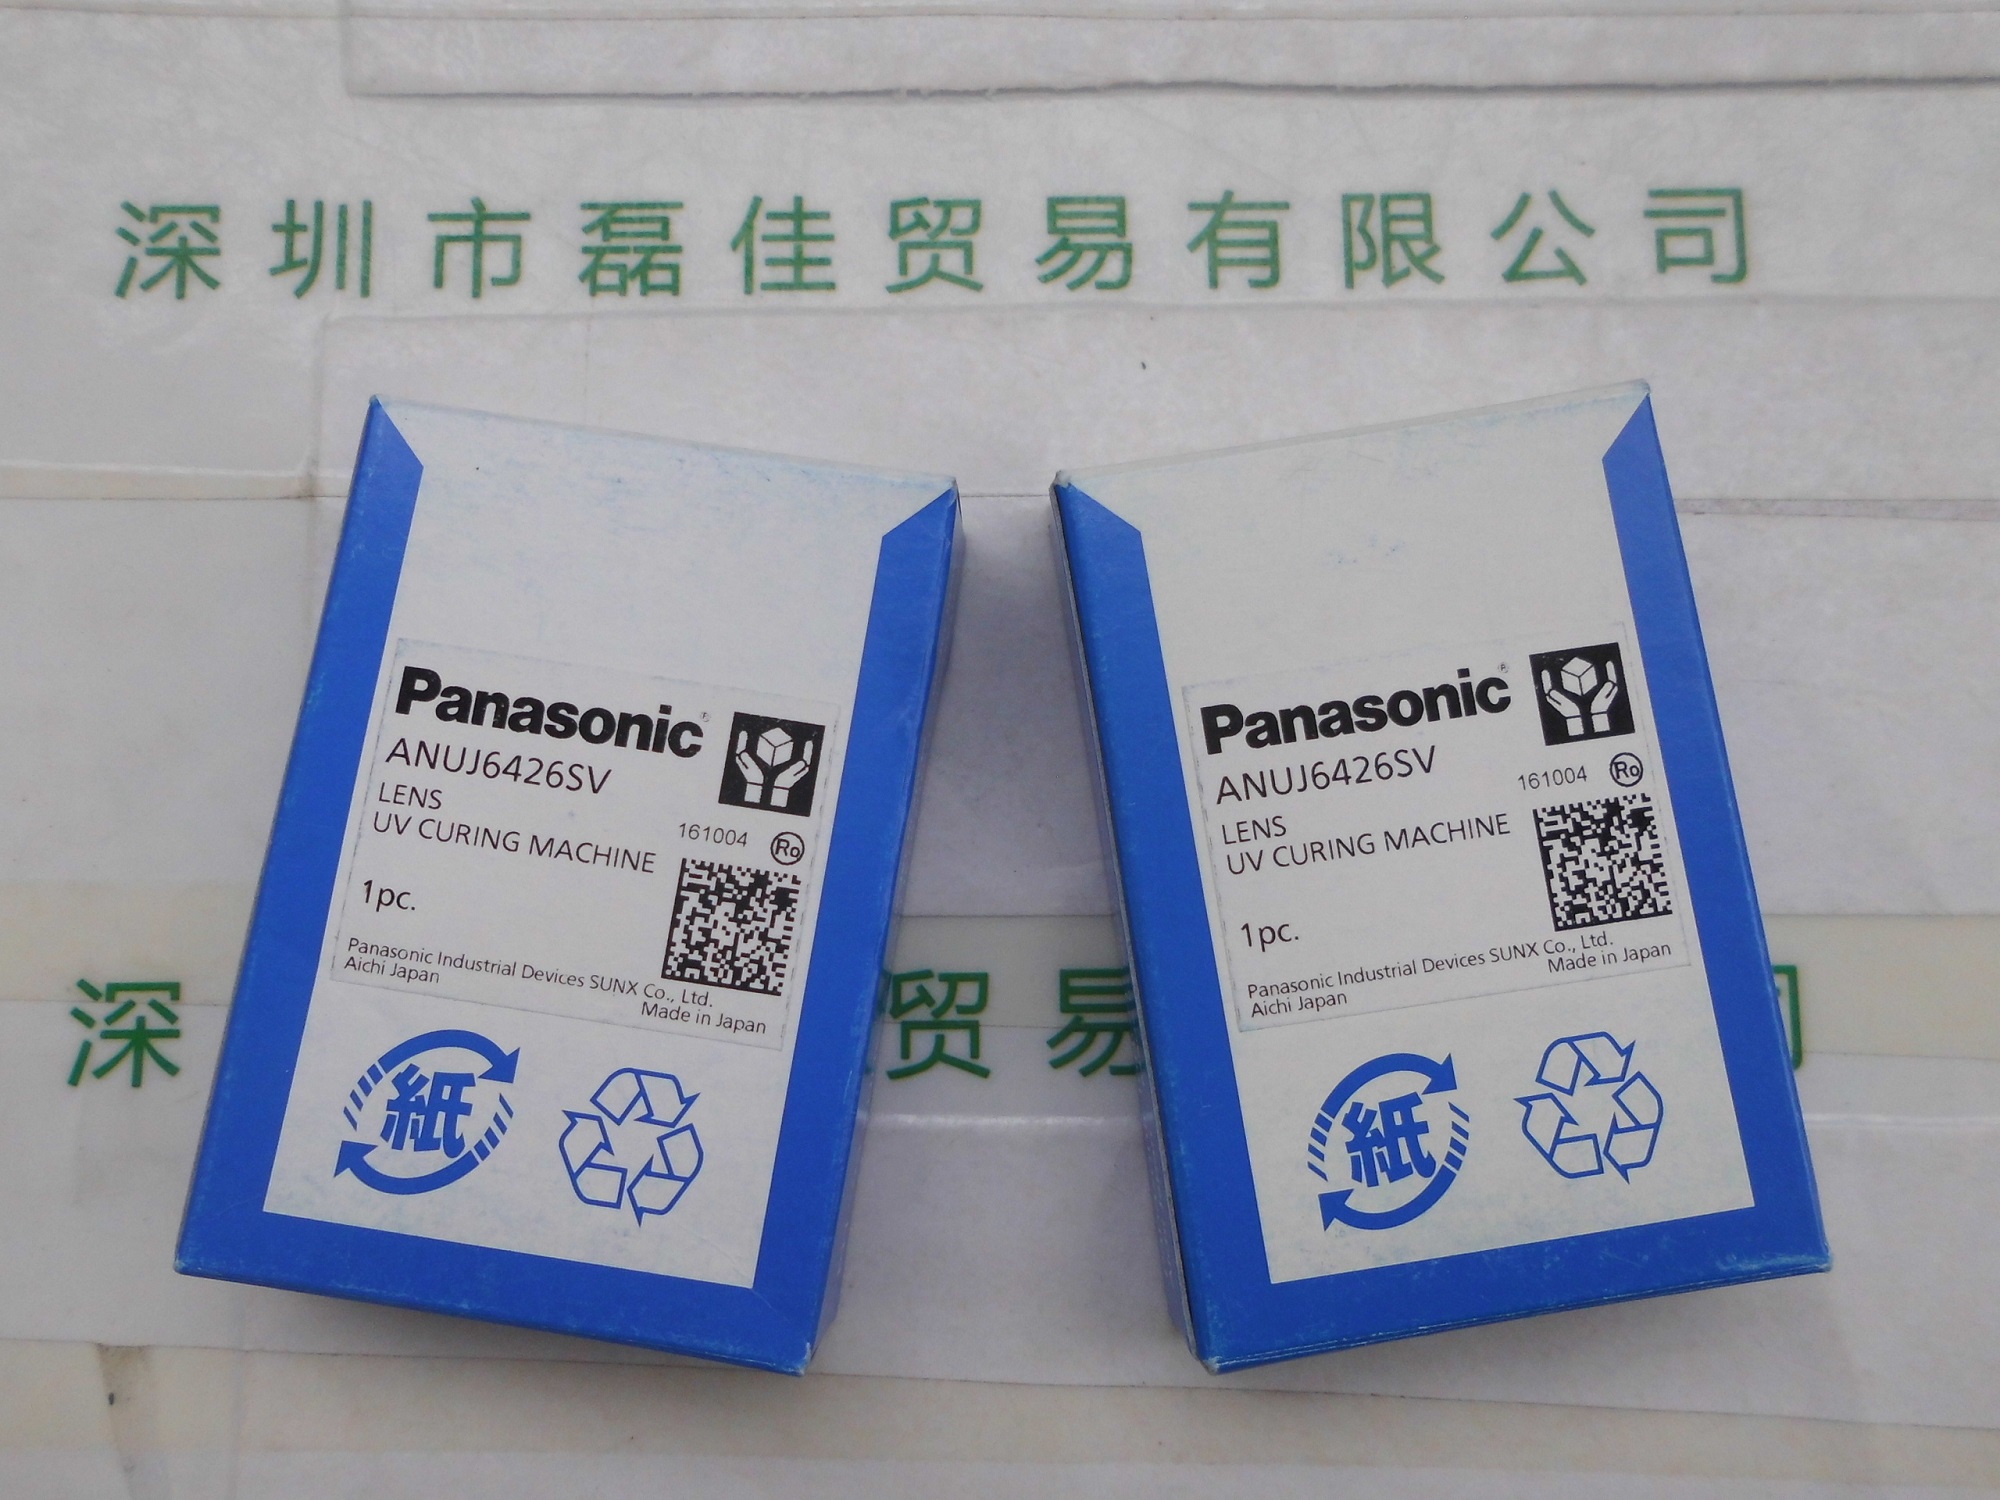 深圳市磊佳贸易有限公司
Panasonic®
ANUJ6426SV
LENS
UV CURING MACHINE
161004 Ro
1pc.
Panasonic Industrial Devices SUNX Co., Ltd.
Aichi Japan
Made in Japan
紙
Panasonic®
ANUJ6426SV
LENS
UV CURING MACHINE
161004 Ro
1pc.
Panasonic Industrial Devices SUNX Co., Ltd.
Aichi Japan
Made in Japan
紙
深 贸易